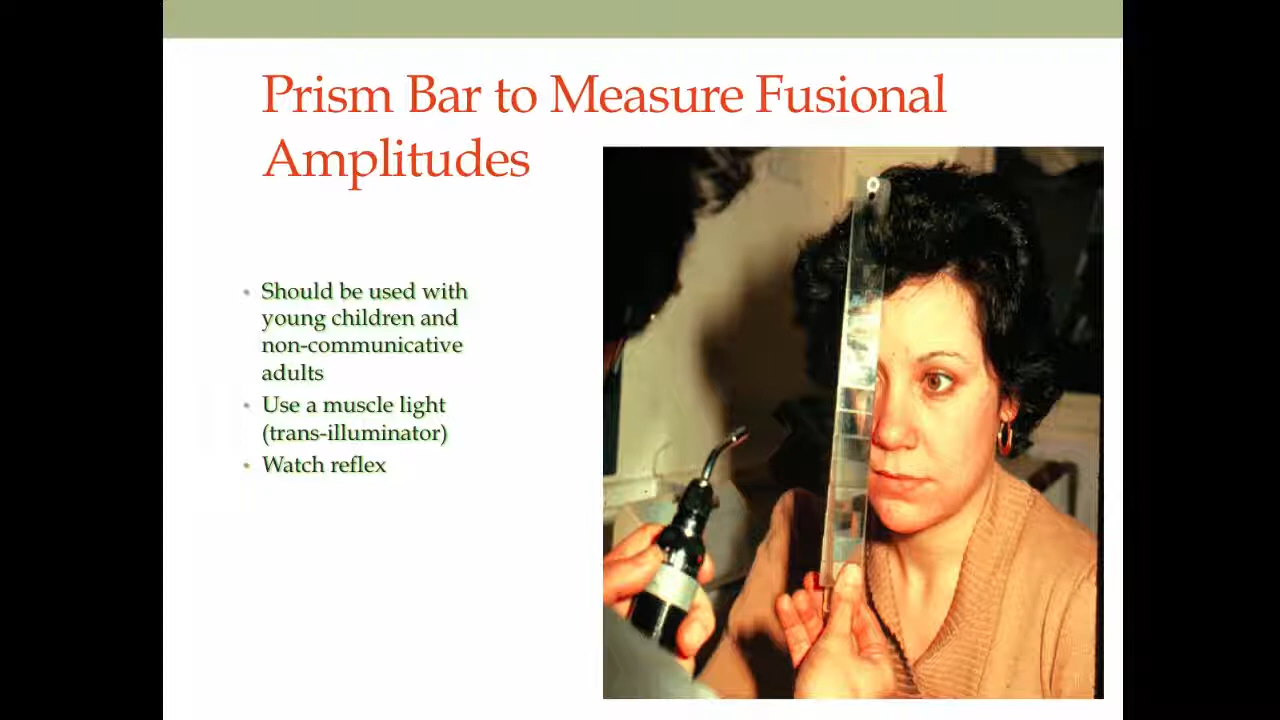 Prism Bar to Measure Fusional
Amplitudes
• Should be used with
young children and
non-communicative
adults
• Use a muscle light
(trans-illuminator)
• Watch reflex